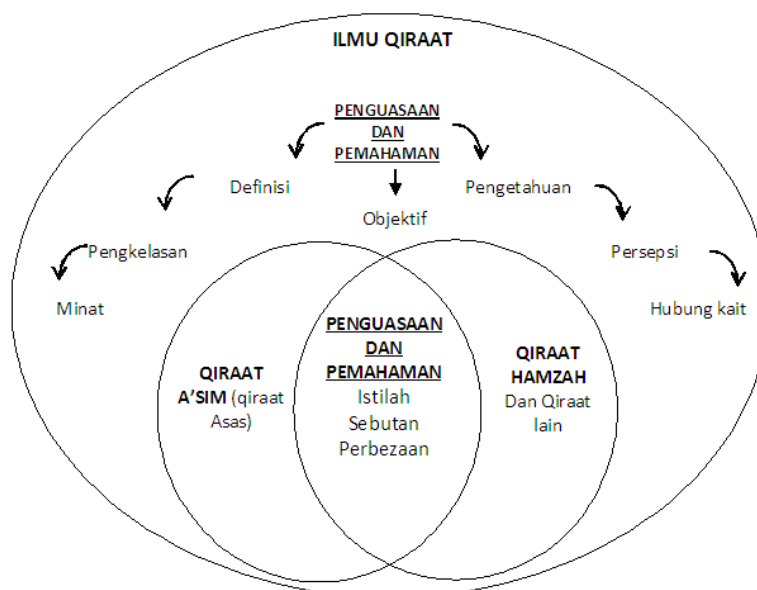 ILMU QIRAAT
PENGUASAAN
DAN
PEMAHAMAN
Definisi
Pengetahuan
Objektif
Pengkelasan
Persepsi
Minat
Hubung kait
QIRAAT
A'SIM (qiraat
Asas)
PENGUASAAN
DAN
PEMAHAMAN
Istilah
Sebutan
Perbezaan
QIRAAT
HAMZAH
Dan Qiraat
lain